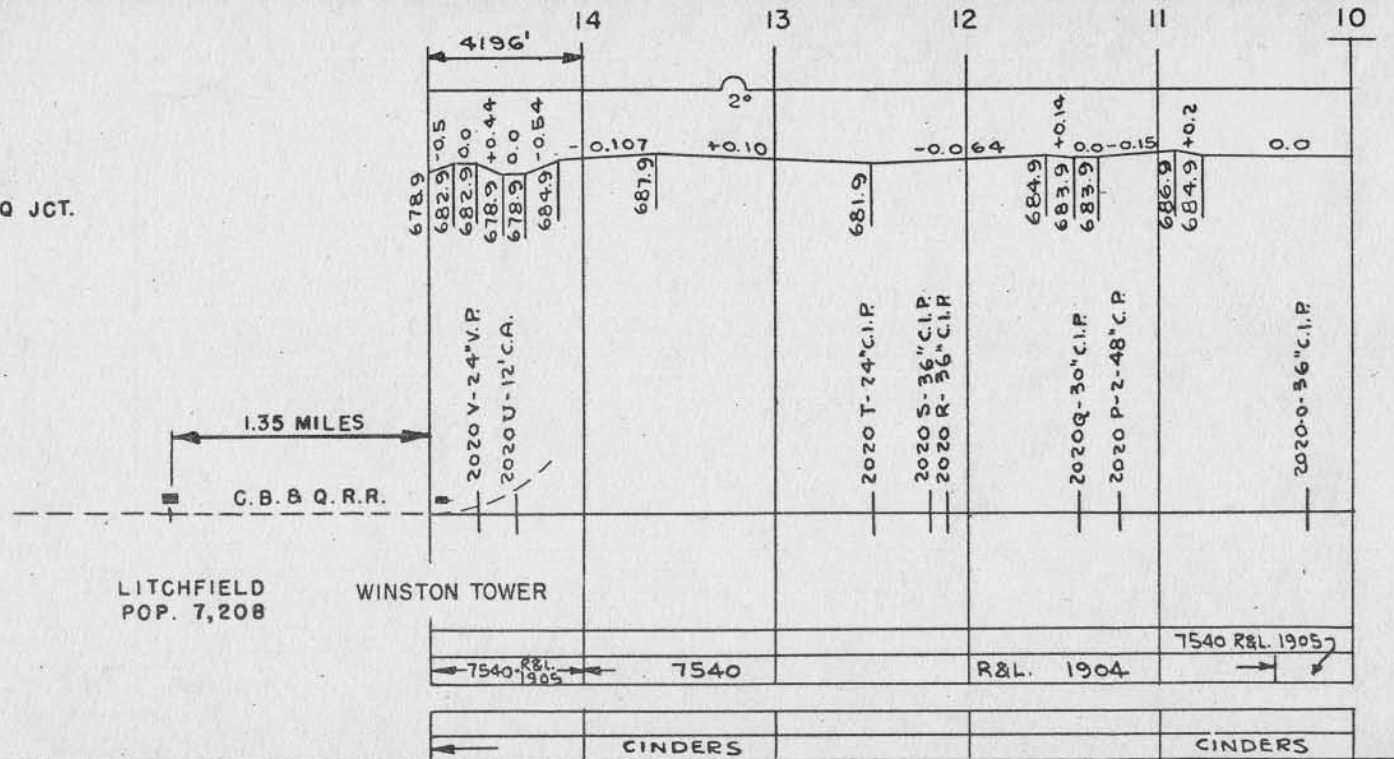 14 13 12 11 10
4196'
2°
-0.5 0.0 +0.44 0.0 -0.54 - 0.107 +0.10 -0.064 +0.14 0.0 -0.15 +0.2 0.0
678.9 682.9 682.9 678.9 678.9 684.9 687.9 681.9 684.9 683.9 683.9 686.9 684.9
Q JCT.
2020 V-24"V.P.
2020 U-12'C.A.
2020 T-24"C.I.P.
2020 S-36"C.I.P.
2020 R-36"C.I.P.
2020Q-30"C.I.P.
2020 P-2-48"C.P.
2020-O-36"C.I.P.
1.35 MILES
C.B. & Q. R.R.
LITCHFIELD
POP. 7,208
WINSTON TOWER
7540 R&L. 1905
7540-R&L. 1905
7540 R&L. 1904
CINDERS CINDERS